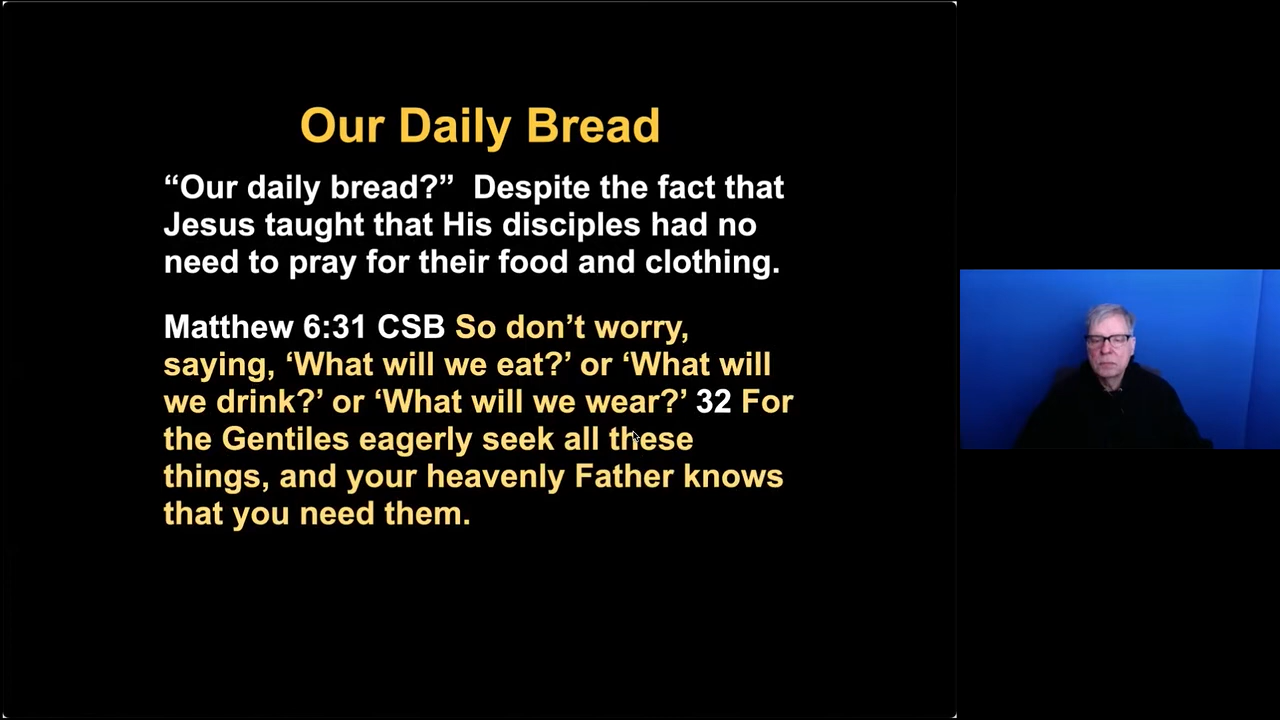 Our Daily Bread
“Our daily bread?”  Despite the fact that
Jesus taught that His disciples had no
need to pray for their food and clothing.
Matthew 6:31 CSB So don’t worry,
saying, ‘What will we eat?’ or ‘What will
we drink?’ or ‘What will we wear?’ 32 For
the Gentiles eagerly seek all these
things, and your heavenly Father knows
that you need them.